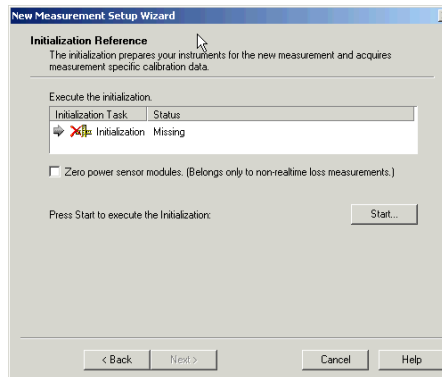 New Measurement Setup Wizard
Initialization Reference
The initialization prepares your instruments for the new measurement and acquires
measurement specific calibration data.
Execute the initialization.
Initialization Task Status
Initialization Missing
Zero power sensor modules. (Belongs only to non-realtime loss measurements.)
Press Start to execute the Initialization: Start...
< Back Next > Cancel Help